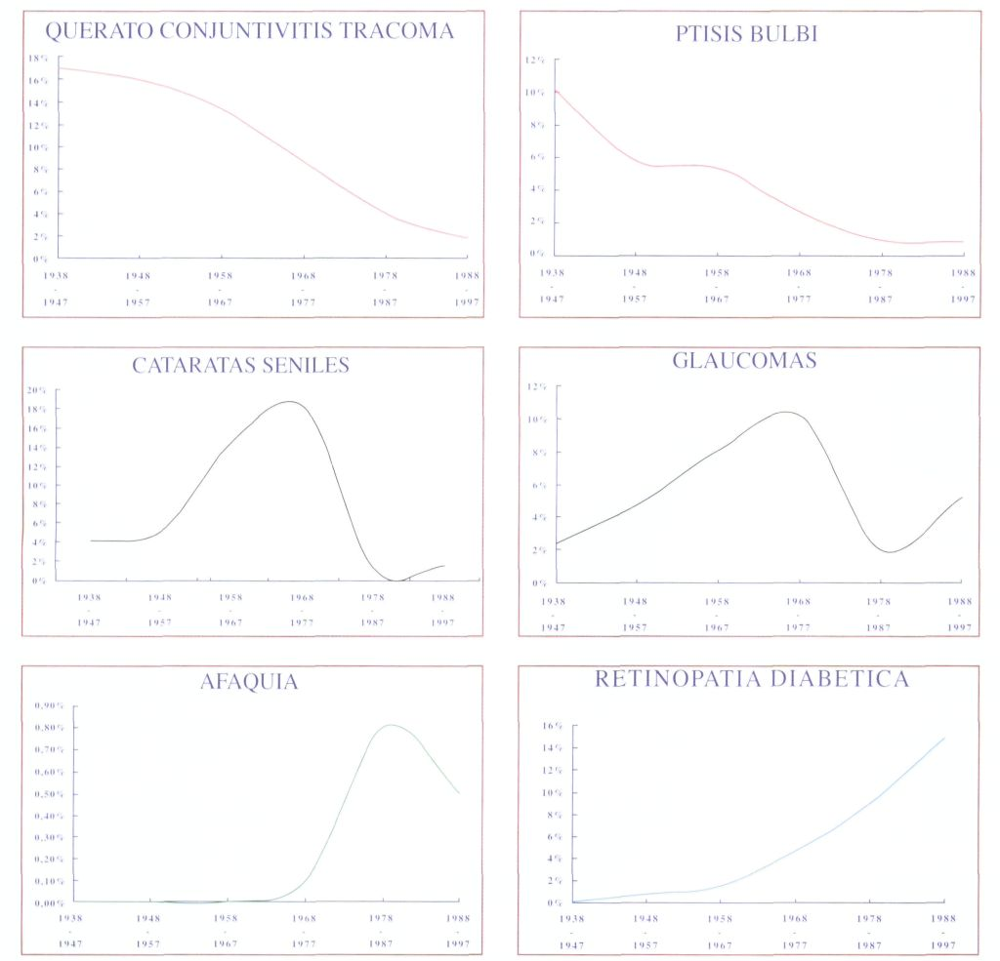 QUERATO CONJUNTIVITIS TRACOMA
18%
16%
14%
12%
10%
8%
6%
4%
2%
0%
1938 1948 1958 1968 1978 1988
- - - - - -
1947 1957 1967 1977 1987 1997
PTISIS BULBI
12%
10%
8%
6%
4%
2%
0%
1938 1948 1958 1968 1978 1988
- - - - - -
1947 1957 1967 1977 1987 1997
CATARATAS SENILES
20%
18%
16%
14%
12%
10%
8%
6%
4%
2%
0%
1938 1948 1958 1968 1978 1988
- - - - - -
1947 1957 1967 1977 1987 1997
GLAUCOMAS
12%
10%
8%
6%
4%
2%
0%
1938 1948 1958 1968 1978 1988
- - - - - -
1947 1957 1967 1977 1987 1997
AFAQUIA
0,90%
0,80%
0,70%
0,60%
0,50%
0,40%
0,30%
0,20%
0,10%
0,00%
1938 1948 1958 1968 1978 1988
- - - - - -
1947 1957 1967 1977 1987 1997
RETINOPATIA DIABETICA
16%
14%
12%
10%
8%
6%
4%
2%
0%
1938 1948 1958 1968 1978 1988
- - - - - -
1947 1957 1967 1977 1987 1997